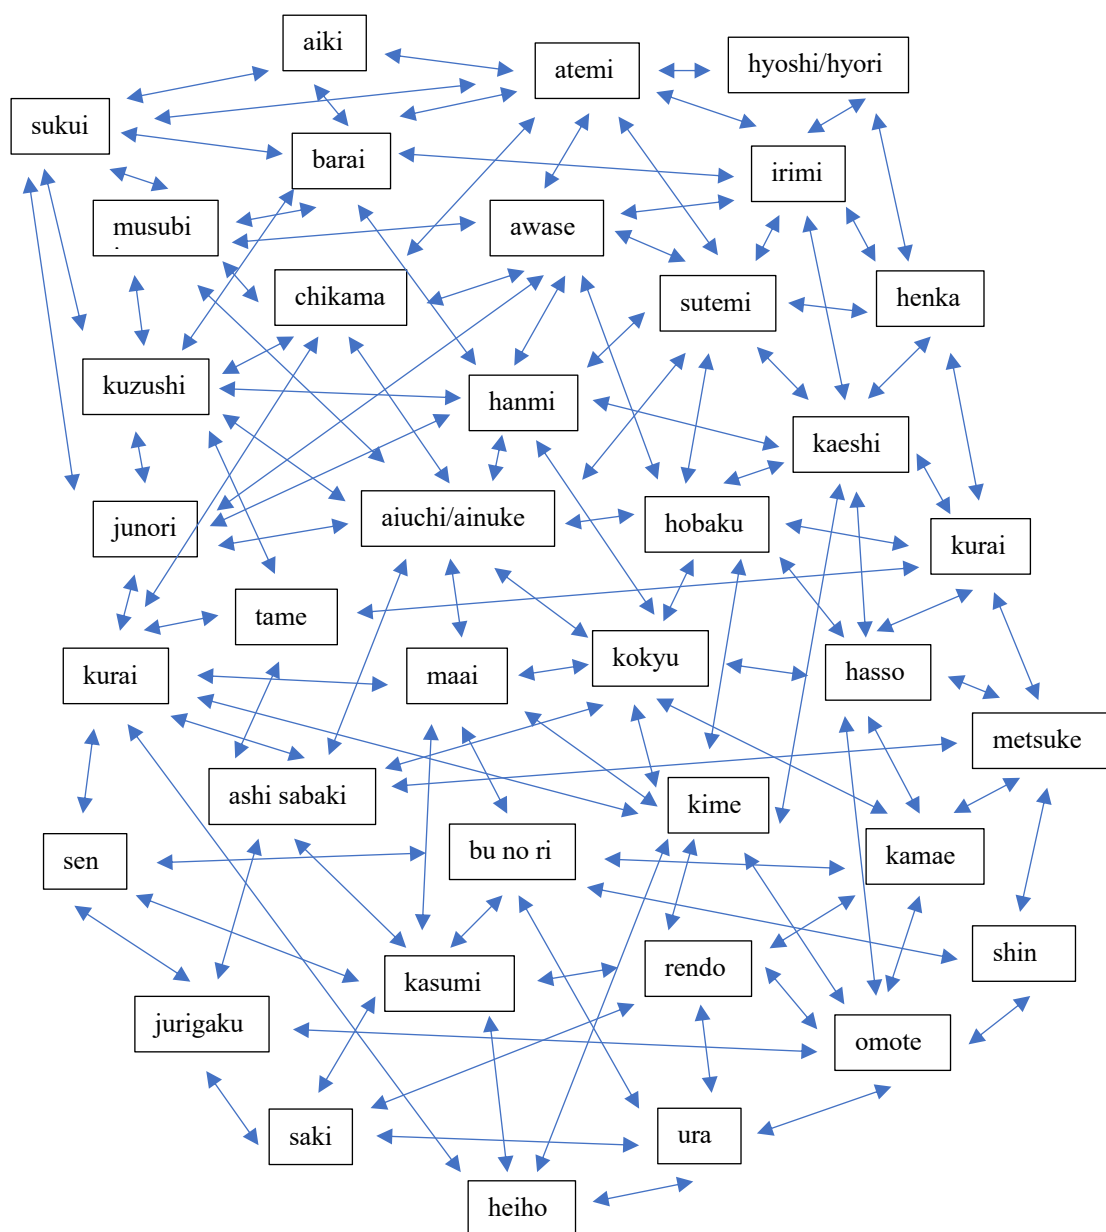 aiki
atemi
hyoshi/hyori
sukui
barai
irimi
musubi
awase
chikama
sutemi
henka
kuzushi
hanmi
kaeshi
junori
aiuchi/ainuke
hobaku
kurai
tame
kurai
maai
kokyu
hasso
metsuke
ashi sabaki
kime
sen
bu no ri
kamae
kasumi
rendo
shin
jurigaku
omote
saki
ura
heiho